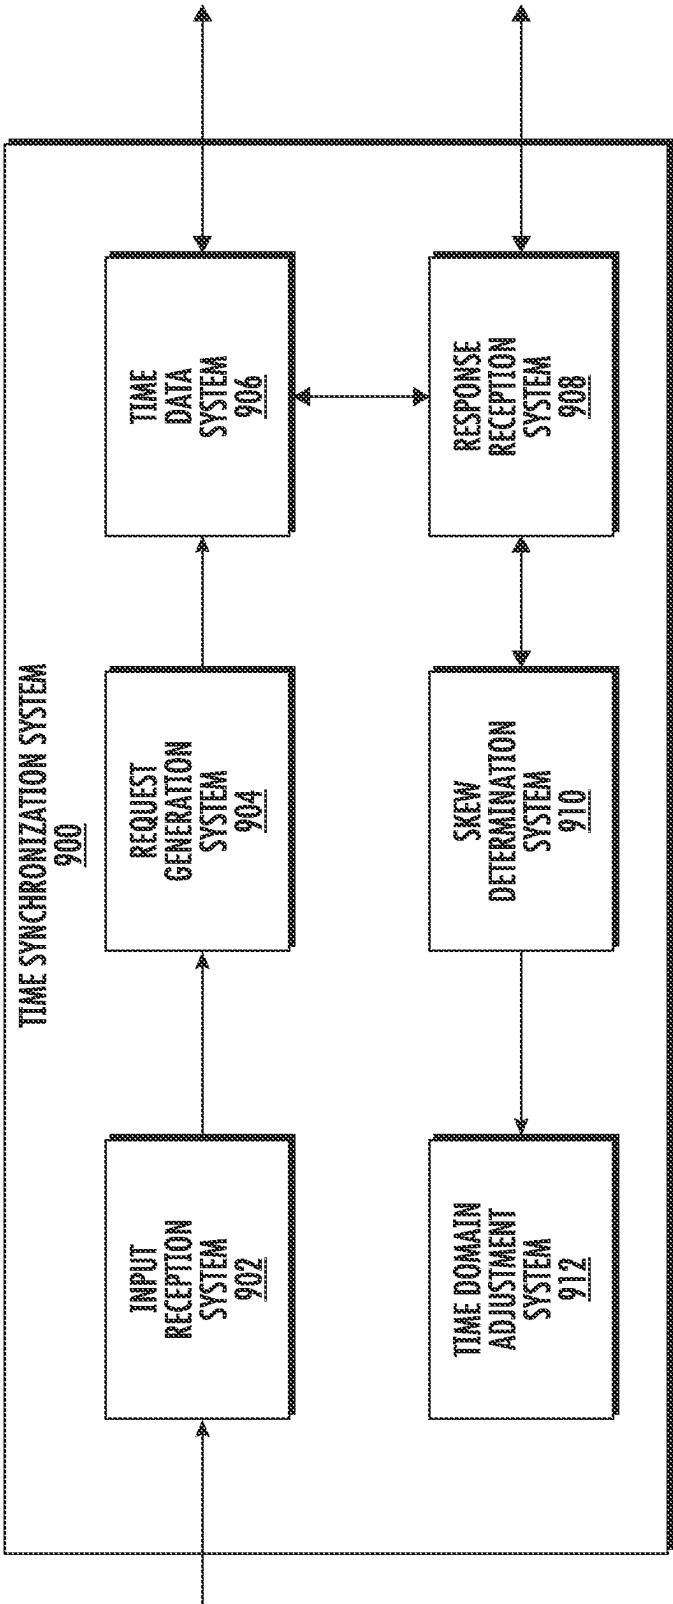 TIME SYNCHRONIZATION SYSTEM
900
INPUT
RECEPTION
SYSTEM
902
REQUEST
GENERATION
SYSTEM
904
TIME
DATA
SYSTEM
906
TIME DOMAIN
ADJUSTMENT
SYSTEM
912
SKEW
DETERMINATION
SYSTEM
910
RESPONSE
RECEPTION
SYSTEM
908